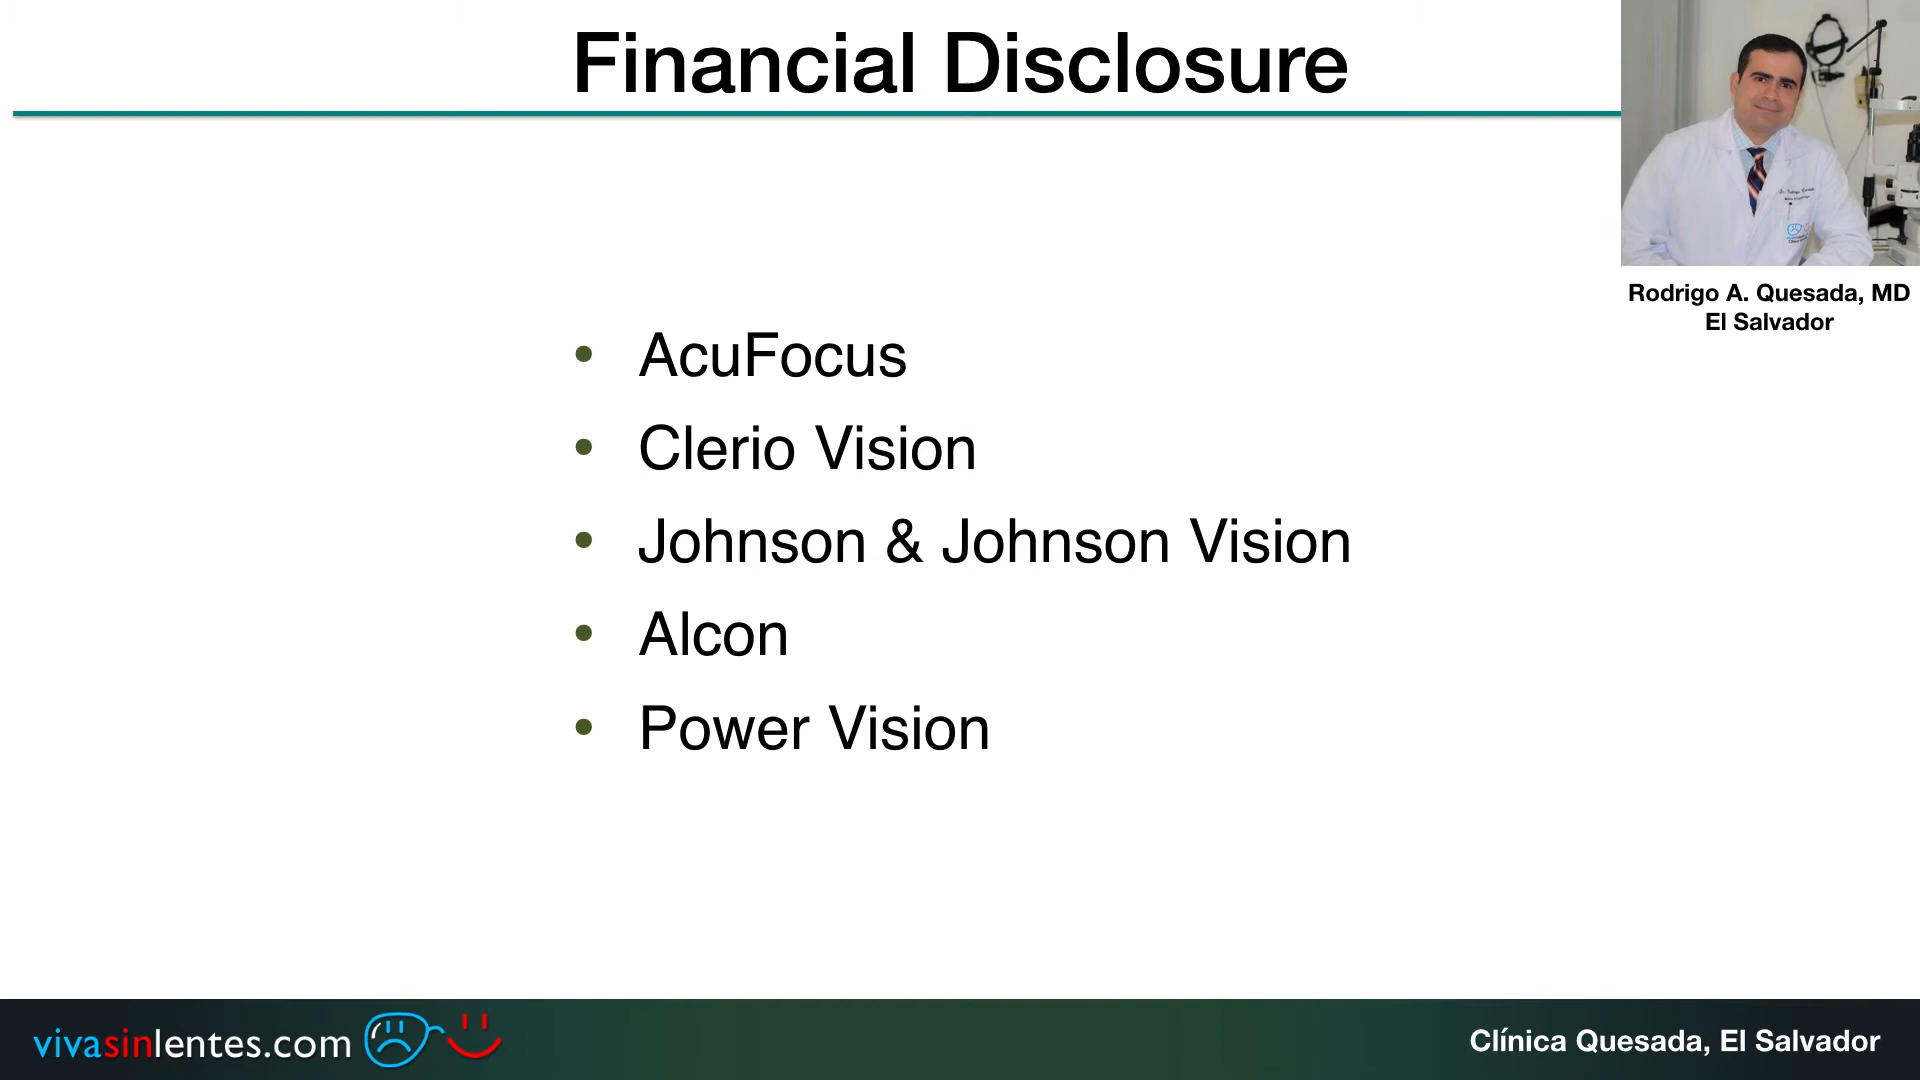 Financial Disclosure
Rodrigo A. Quesada, MD
El Salvador
• AcuFocus
• Clerio Vision
• Johnson & Johnson Vision
• Alcon
• Power Vision
vivasinlentes.com
Clínica Quesada, El Salvador